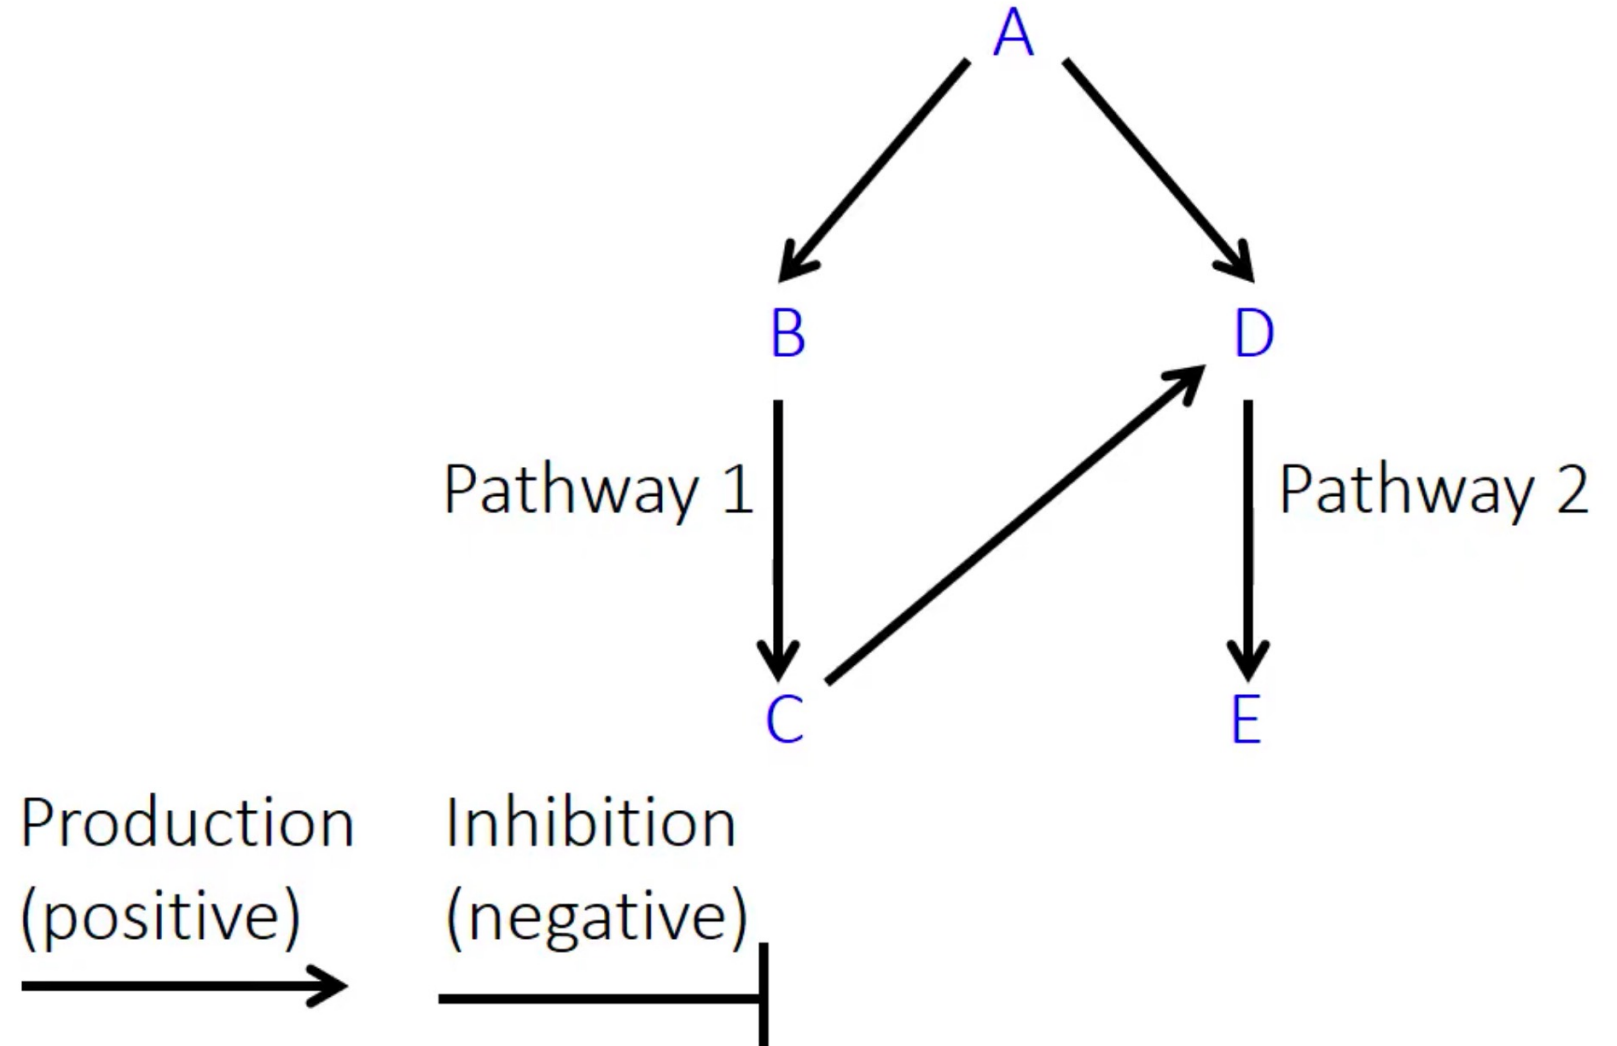 A
B
D
Pathway 1
Pathway 2
C
E
Production
(positive)
Inhibition
(negative)